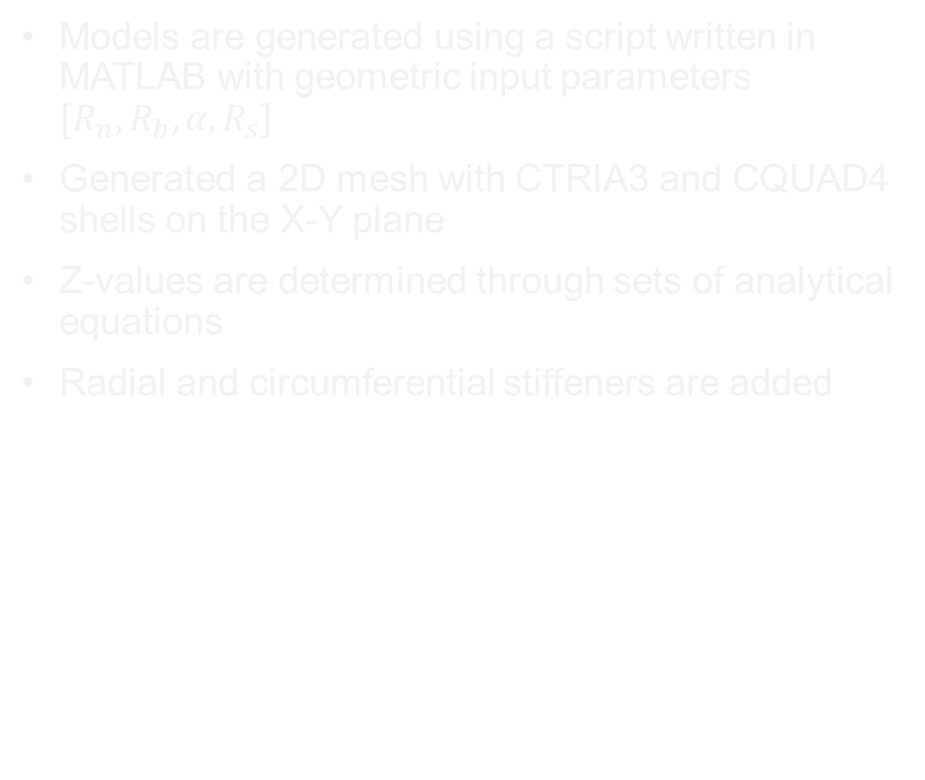 • Models are generated using a script written in
MATLAB with geometric input parameters
[𝑅ₙ, 𝑅_b, 𝛼, 𝑅ₛ]
• Generated a 2D mesh with CTRIA3 and CQUAD4
shells on the X-Y plane
• Z-values are determined through sets of analytical
equations
• Radial and circumferential stiffeners are added